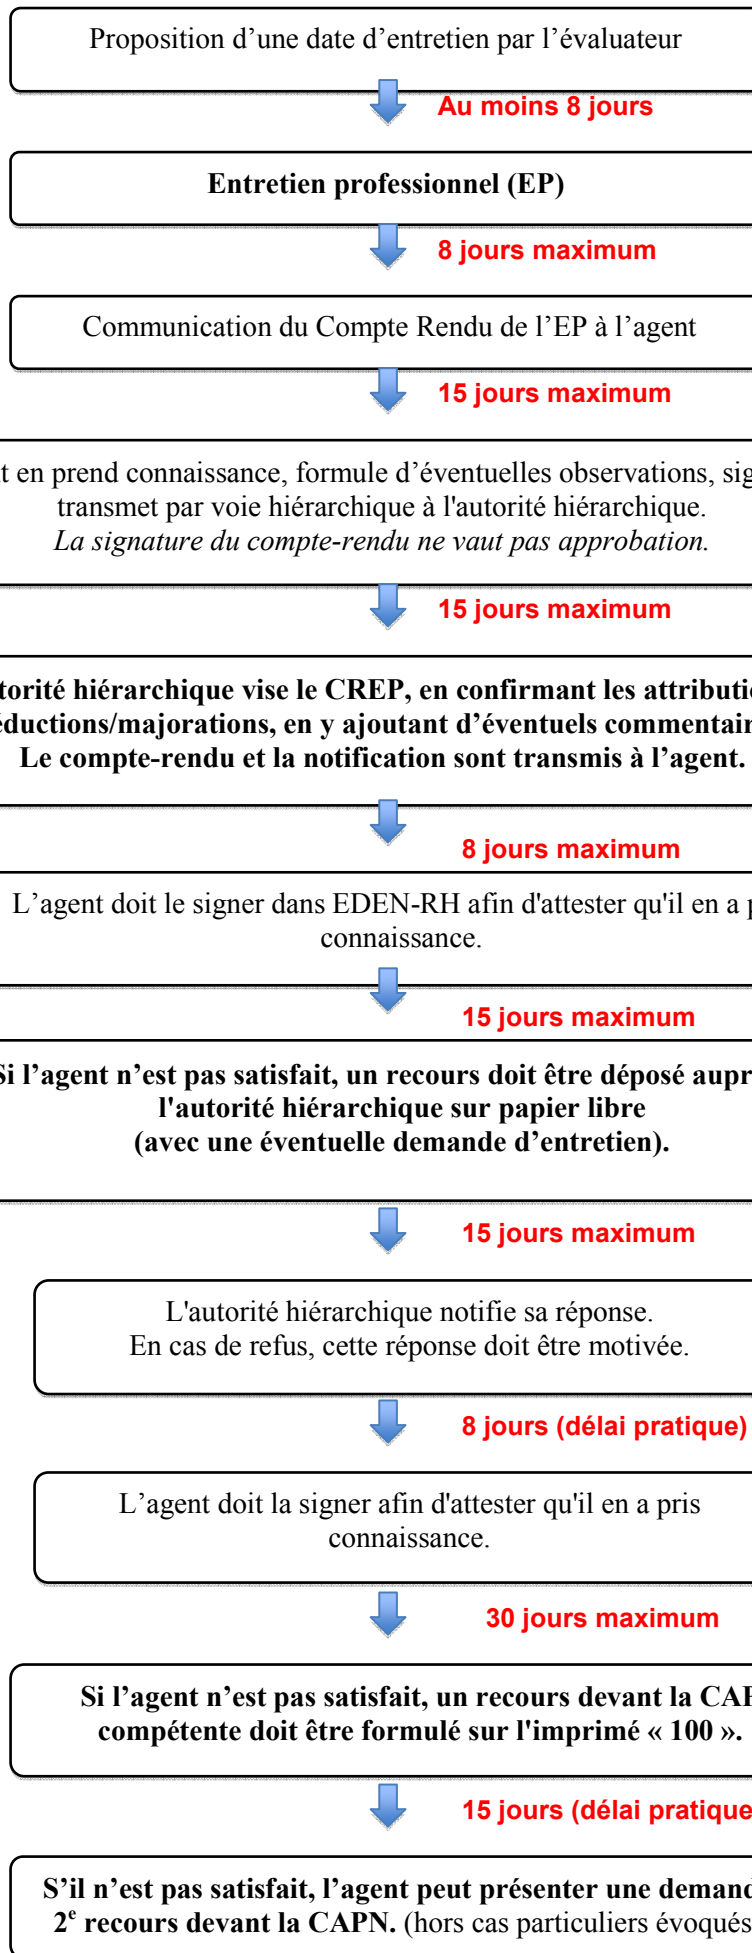 Proposition d’une date d’entretien par l’évaluateur
Au moins 8 jours
Entretien professionnel (EP)
8 jours maximum
Communication du Compte Rendu de l’EP à l’agent
15 jours maximum
t en prend connaissance, formule d’éventuelles observations, sig
transmet par voie hiérarchique à l'autorité hiérarchique.
La signature du compte-rendu ne vaut pas approbation.
15 jours maximum
torité hiérarchique vise le CREP, en confirmant les attributi
éductions/majorations, en y ajoutant d’éventuels commentair
Le compte-rendu et la notification sont transmis à l’agent.
8 jours maximum
L’agent doit le signer dans EDEN-RH afin d'attester qu'il en a p
connaissance.
15 jours maximum
Si l’agent n’est pas satisfait, un recours doit être déposé aupr
l'autorité hiérarchique sur papier libre
(avec une éventuelle demande d’entretien).
15 jours maximum
L'autorité hiérarchique notifie sa réponse.
En cas de refus, cette réponse doit être motivée.
8 jours (délai pratique)
L’agent doit la signer afin d'attester qu'il en a pris
connaissance.
30 jours maximum
Si l’agent n’est pas satisfait, un recours devant la CAP
compétente doit être formulé sur l'imprimé « 100 ».
15 jours (délai pratique
S’il n’est pas satisfait, l’agent peut présenter une demand
2e recours devant la CAPN. (hors cas particuliers évoqués